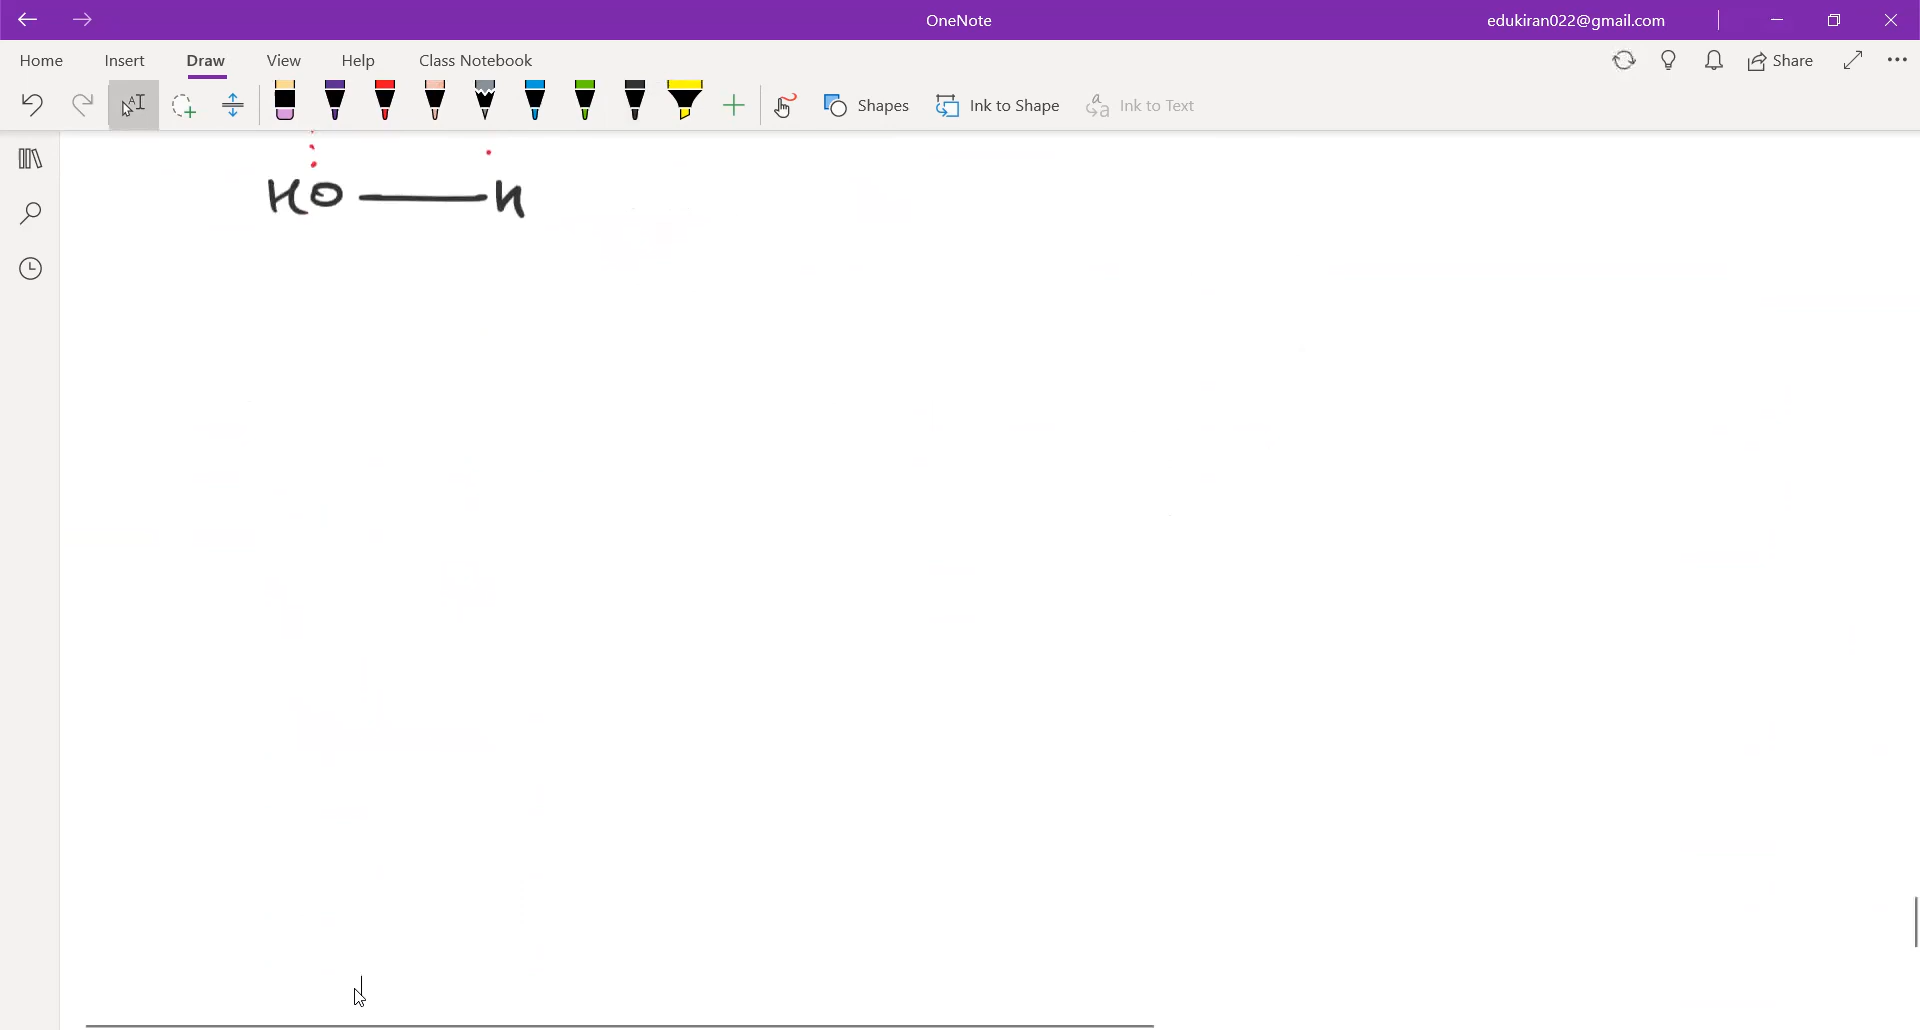 OneNote
edukiran022@gmail.com
Home Insert Draw View Help Class Notebook
Share
Shapes Ink to Shape Ink to Text
HO — H